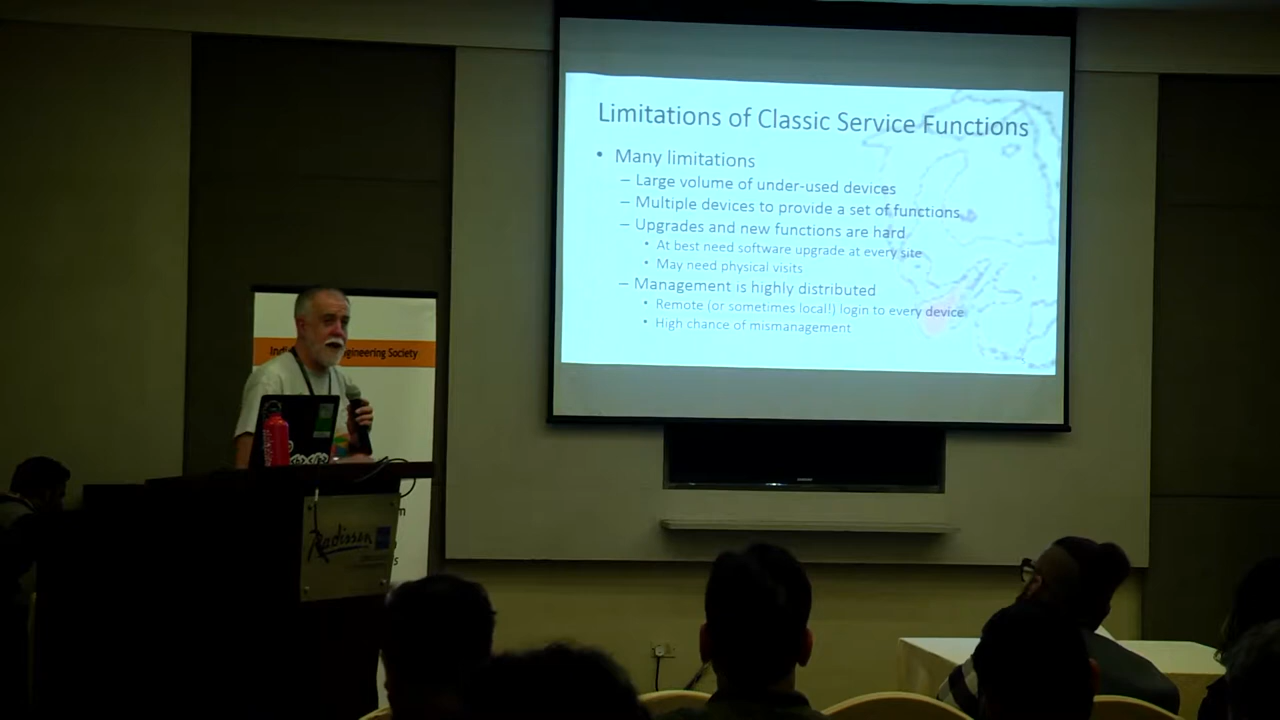 Limitations of Classic Service Functions
• Many limitations
– Large volume of under-used devices
– Multiple devices to provide a set of functions
– Upgrades and new functions are hard
• At best need software upgrade at every site
• May need physical visits
– Management is highly distributed
• Remote (or sometimes local!) login to every device
• High chance of mismanagement
gineering Society
Radisson
SAMSUNG